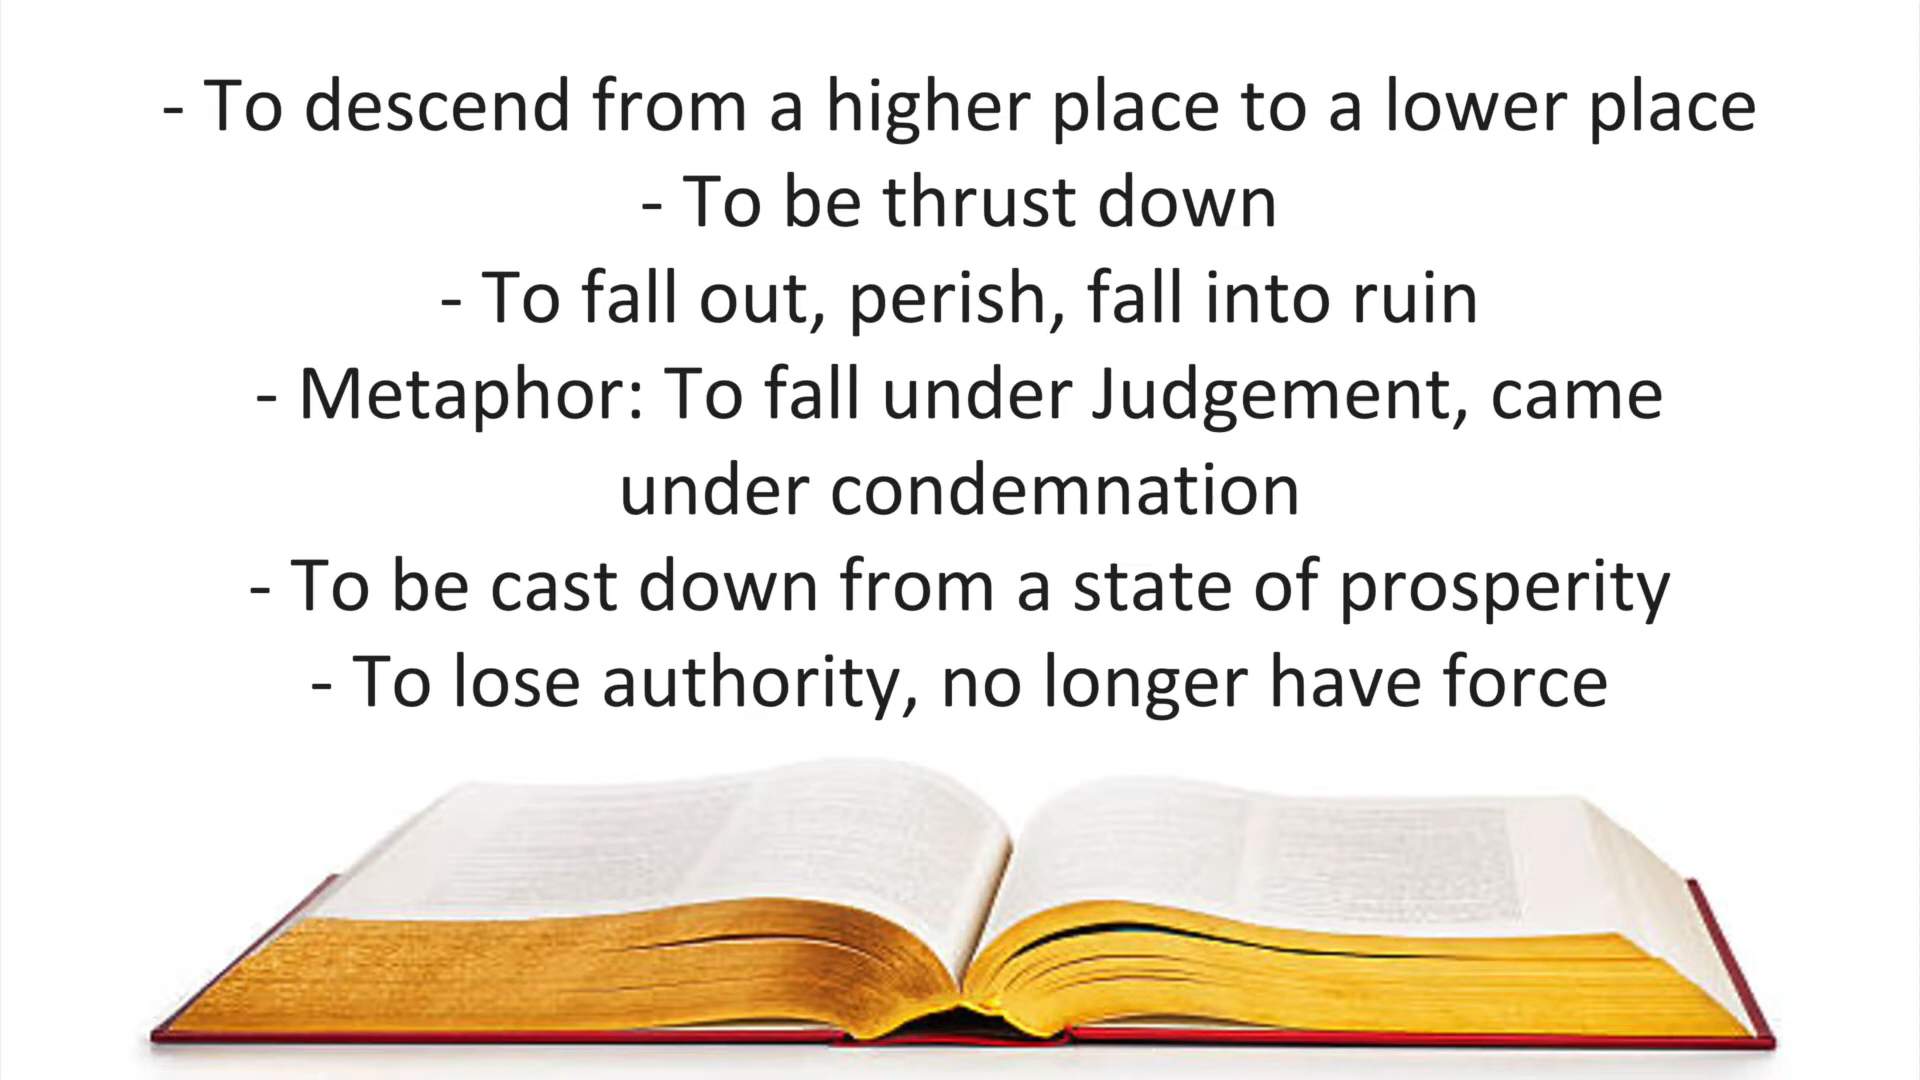 - To descend from a higher place to a lower place
- To be thrust down
- To fall out, perish, fall into ruin
- Metaphor: To fall under Judgement, came
under condemnation
- To be cast down from a state of prosperity
- To lose authority, no longer have force